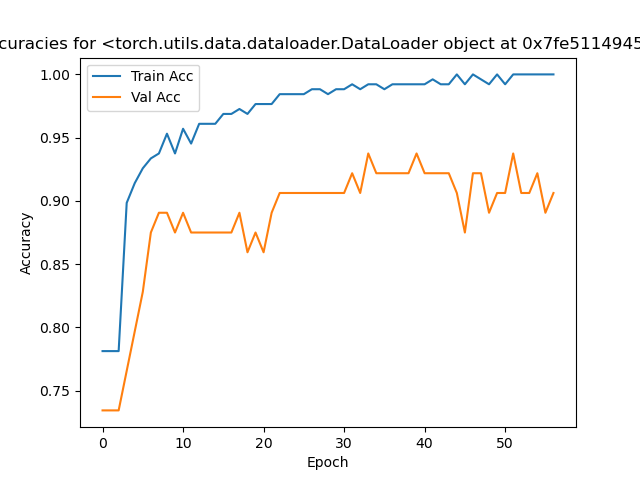 curacies for <torch.utils.data.dataloader.DataLoader object at 0x7fe5114945
1.00
0.95
0.90
0.85
0.80
0.75
Accuracy
Train Acc
Val Acc
0 10 20 30 40 50
Epoch